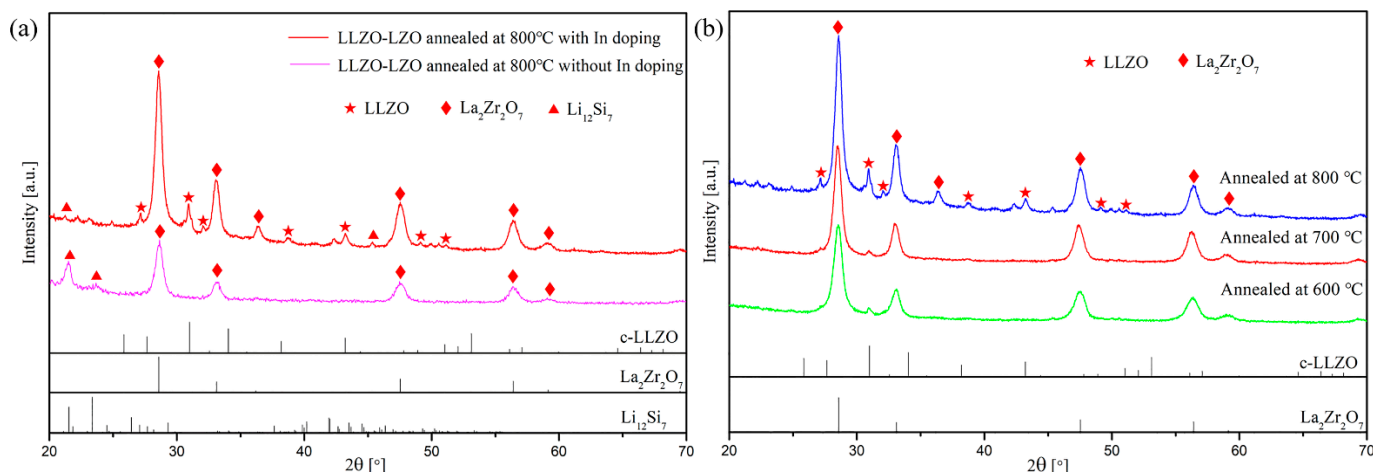 (a)
LLZO-LZO annealed at 800℃ with In doping
LLZO-LZO annealed at 800℃ without In doping
LLZO
La₂Zr₂O₇
Li₁₂Si₇
Intensity [a.u.]
c-LLZO
La₂Zr₂O₇
Li₁₂Si₇
20 30 40 50 60 70
2θ [°]
(b)
LLZO
La₂Zr₂O₇
Annealed at 800 ℃
Annealed at 700 ℃
Annealed at 600 ℃
Intensity [a.u.]
c-LLZO
La₂Zr₂O₇
20 30 40 50 60 70
2θ [°]